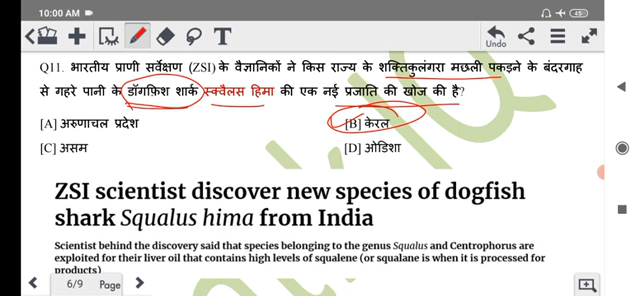 10:00 AM
45
Undo
Q11. भारतीय प्राणी सर्वेक्षण (ZSI) के वैज्ञानिकों ने किस राज्य के शक्तिकुलंगरा मछली पकड़ने के बंदरगाह
से गहरे पानी के डॉगफ़िश शार्क स्क्वैलस हिमा की एक नई प्रजाति की खोज की है?
[A] अरुणाचल प्रदेश
[B] केरल
[C] असम
[D] ओडिशा
ZSI scientist discover new species of dogfish
shark Squalus hima from India
Scientist behind the discovery said that species belonging to the genus Squalus and Centrophorus are
exploited for their liver oil that contains high levels of squalene (or squalane is when it is processed for
products)
6/9 Page